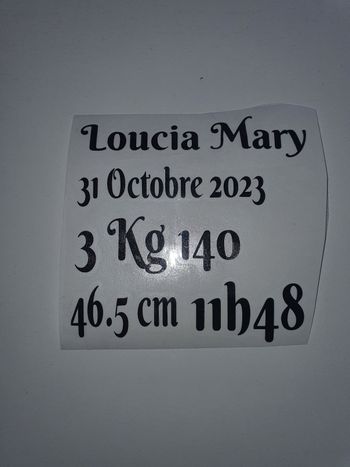 Loucia Mary
31 Octobre 2023
3 Kg 140
46.5 cm 11h48